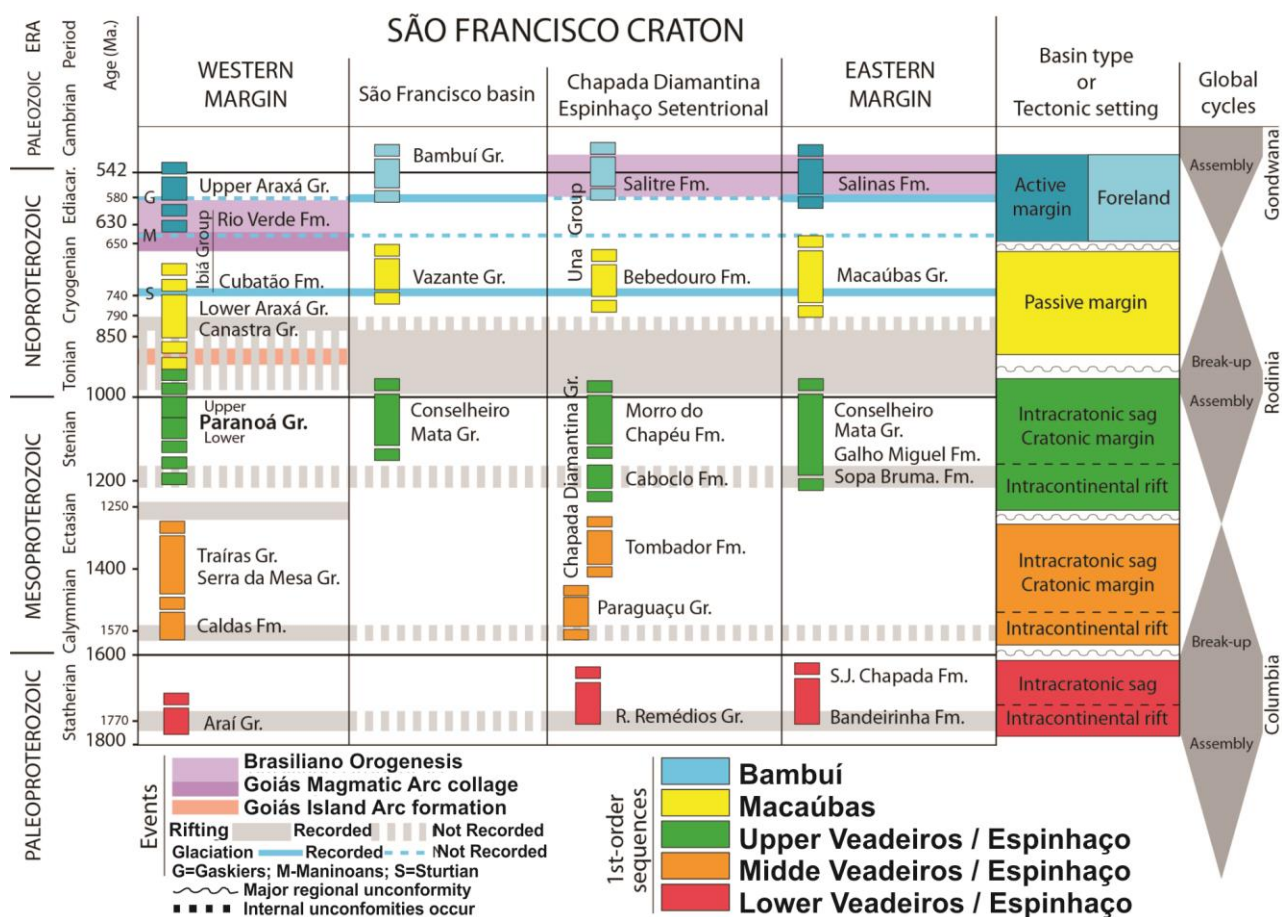 SÃO FRANCISCO CRATON
ERA
Period
Age (Ma.)
WESTERN
MARGIN
São Francisco basin
Chapada Diamantina
Espinhaço Setentrional
EASTERN
MARGIN
Basin type
or
Tectonic setting
Global
cycles
PALEOZOIC
NEOPROTEROZOIC
MESOPROTEROZOIC
PALEOPROTEROZOIC
Cambrian
Ediacar.
Cryogenian
Tonian
Stenian
Ectasian
Calymmian
Statherian
542
580
630
650
740
790
850
1000
1200
1250
1400
1570
1600
1770
1800
G
M
S
Upper Araxá Gr.
Rio Verde Fm.
Ibiá Group
Cubatão Fm.
Lower Araxá Gr.
Canastra Gr.
Upper
Paranoá Gr.
Lower
Traíras Gr.
Serra da Mesa Gr.
Caldas Fm.
Araí Gr.
Bambuí Gr.
Vazante Gr.
Conselheiro
Mata Gr.
Salitre Fm.
Una Group
Bebedouro Fm.
Chapada Diamantina Gr.
Morro do
Chapéu Fm.
Caboclo Fm.
Tombador Fm.
Paraguaçu Gr.
R. Remédios Gr.
Salinas Fm.
Macaúbas Gr.
Conselheiro
Mata Gr.
Galho Miguel Fm.
Sopa Bruma. Fm.
S.J. Chapada Fm.
Bandeirinha Fm.
Active
margin
Foreland
Passive margin
Intracratonic sag
Cratonic margin
Intracontinental rift
Intracratonic sag
Cratonic margin
Intracontinental rift
Intracratonic sag
Intracontinental rift
Assembly
Gondwana
Break-up
Assembly
Rodinia
Break-up
Assembly
Columbia
Events
Brasiliano Orogenesis
Goiás Magmatic Arc collage
Goiás Island Arc formation
Rifting Recorded Not Recorded
Glaciation Recorded Not Recorded
G=Gaskiers; M-Maninoans; S=Sturtian
Major regional unconformity
Internal unconfomities occur
1st-order
sequences
Bambuí
Macaúbas
Upper Veadeiros / Espinhaço
Midde Veadeiros / Espinhaço
Lower Veadeiros / Espinhaço